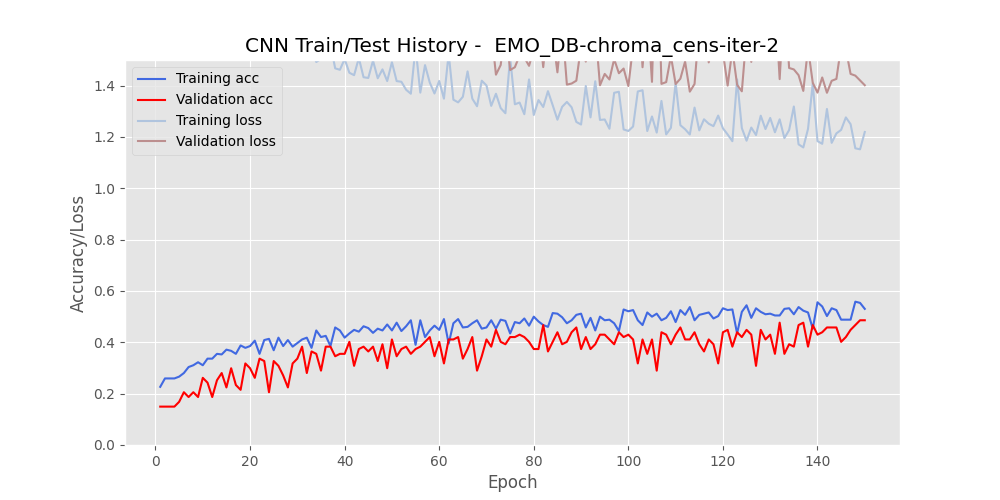 CNN Train/Test History -  EMO_DB-chroma_cens-iter-2
Training acc
Validation acc
Training loss
Validation loss
Accuracy/Loss
1.4
1.2
1.0
0.8
0.6
0.4
0.2
0.0
0 20 40 60 80 100 120 140
Epoch